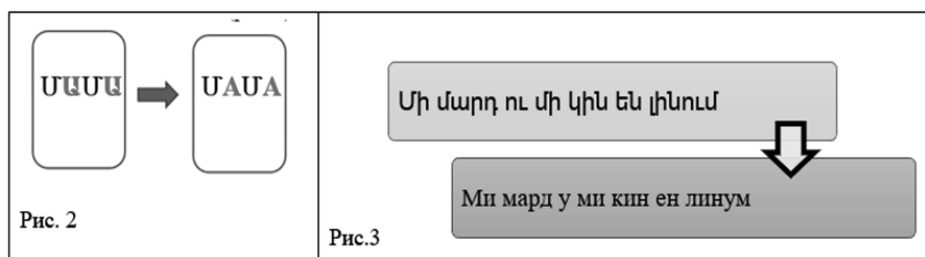 ՄԱՄԱ
ՄAՄA
Рис. 2
Մի մարդ ու մի կին են լինում
Ми мард у ми кин ен линум
Рис.3